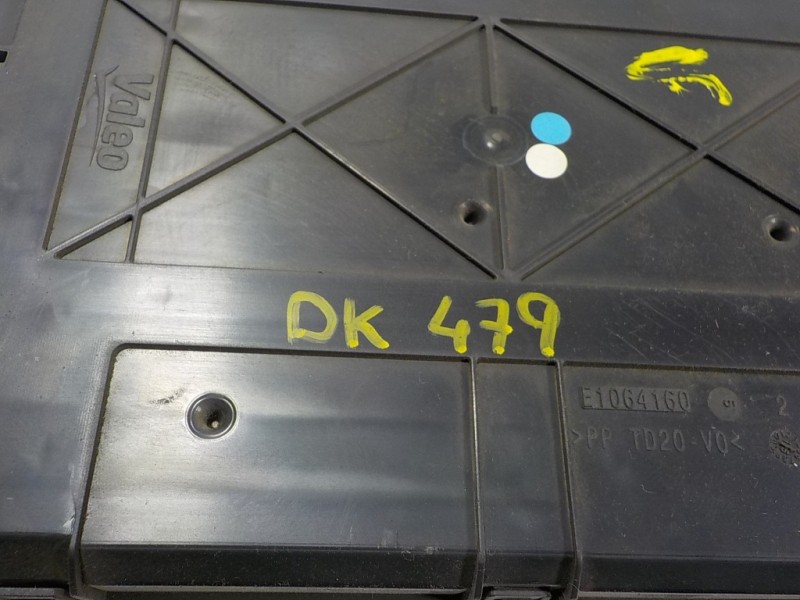 Valeo
DK 479
E1064160
>PP TD20-V0<
2